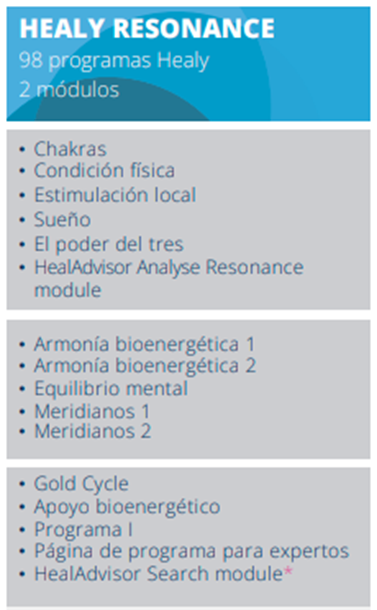 HEALY RESONANCE
98 programas Healy
2 módulos
• Chakras
• Condición física
• Estimulación local
• Sueño
• El poder del tres
• HealAdvisor Analyse Resonance
module
• Armonía bioenergética 1
• Armonía bioenergética 2
• Equilibrio mental
• Meridianos 1
• Meridianos 2
• Gold Cycle
• Apoyo bioenergético
• Programa I
• Página de programa para expertos
• HealAdvisor Search module*